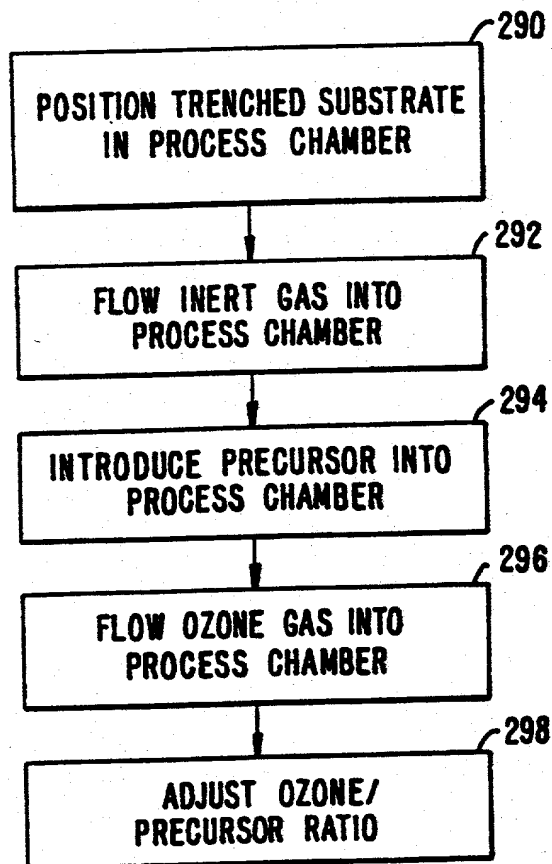 290
POSITION TRENCHED SUBSTRATE
IN PROCESS CHAMBER
292
FLOW INERT GAS INTO
PROCESS CHAMBER
294
INTRODUCE PRECURSOR INTO
PROCESS CHAMBER
296
FLOW OZONE GAS INTO
PROCESS CHAMBER
298
ADJUST OZONE/
PRECURSOR RATIO